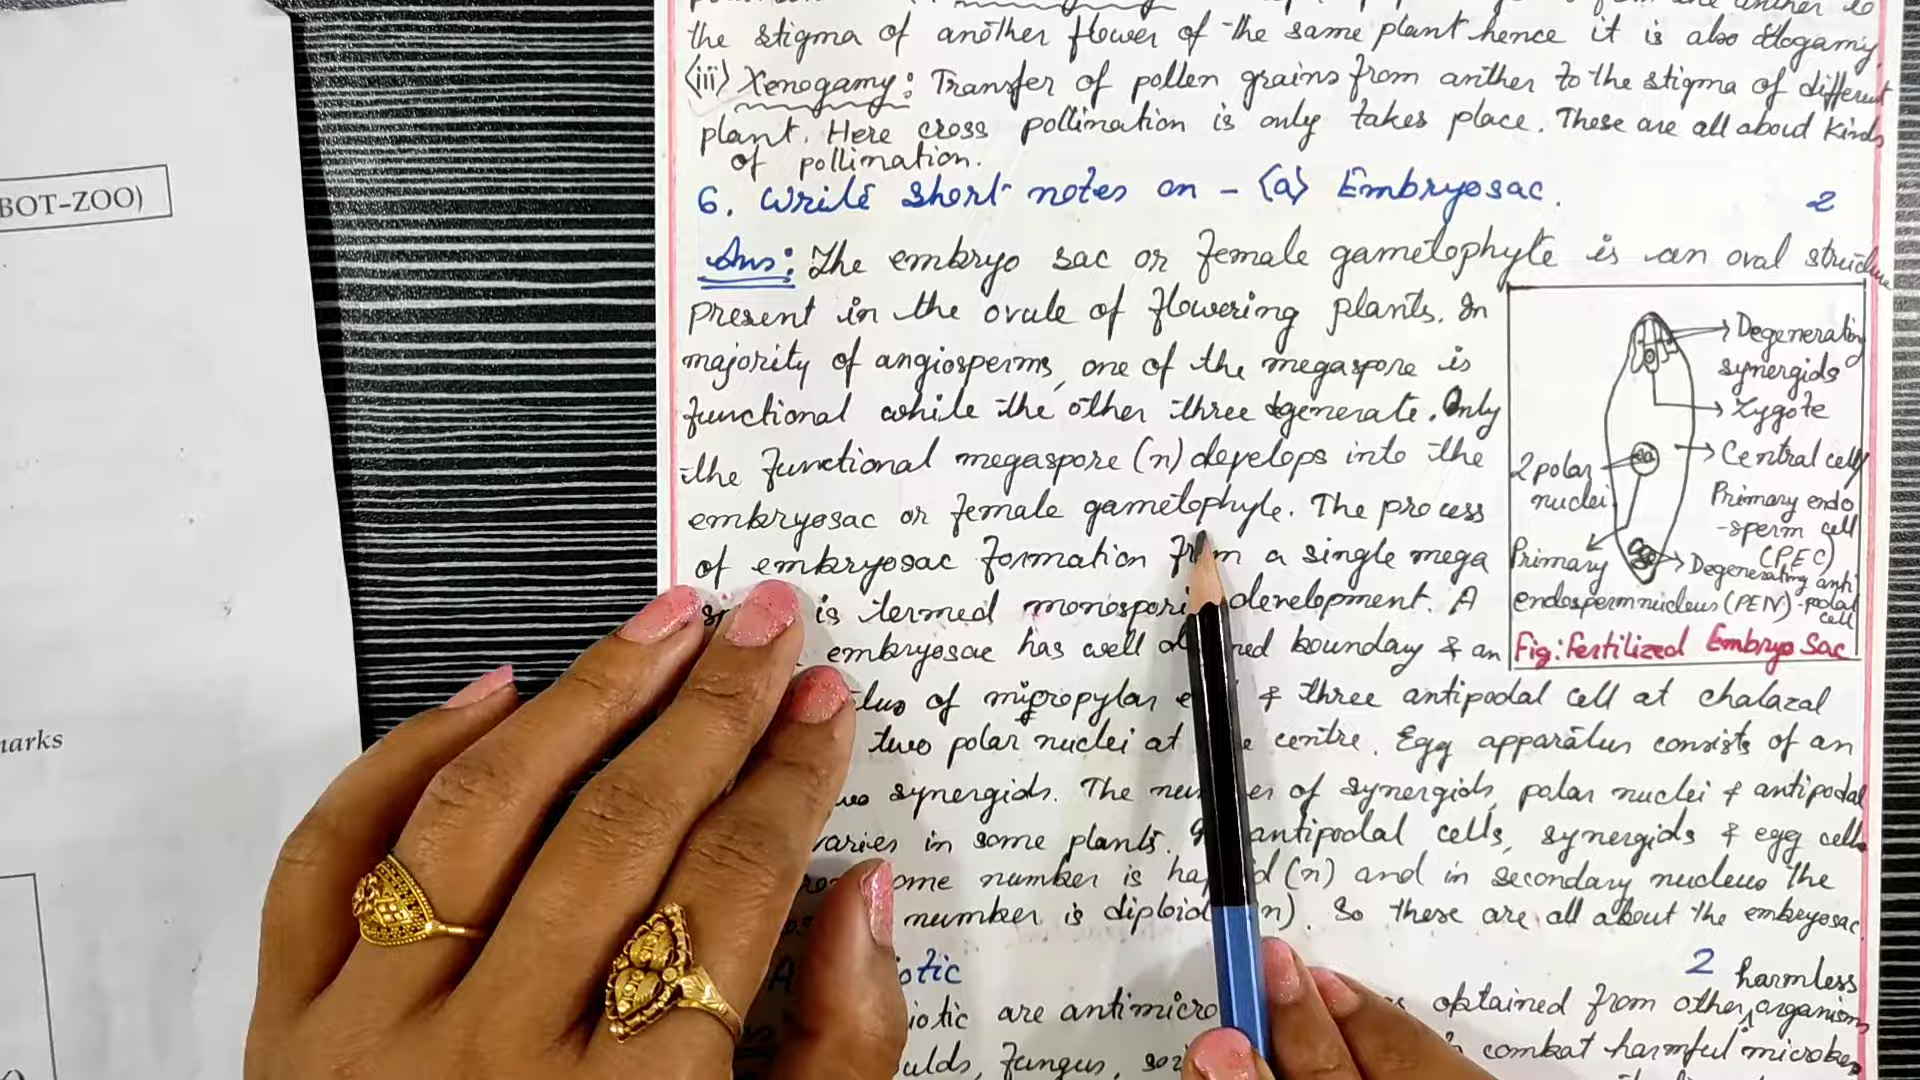 the stigma of another flower of the same plant hence it is also Allogamy.
(iii) Xenogamy: Transfer of pollen grains from anther to the stigma of different
plant. Here cross pollination is only takes place. These are all about Kinds
of pollination.
6. Write short notes on - (a) Embryosac. 2
Ans: The embryo sac or female gametophyte is an oval structure
present in the ovule of flowering plants. In
majority of angiosperms, one of the megaspore is
functional while the other three degenerate. Only
the functional megaspore (n) develops into the
embryosac or female gametophyte. The process
of embryosac formation from a single mega
is termed monospori development. A
embryosac has well boundary & an
of micropylar & three antipodal cell at chalazal
two polar nuclei at centre. Egg apparatus consists of an
synergids. The of synergids, polar nuclei & antipodal
varies in some plants. antipodal cells, synergids & egg cell
ome number is (n) and in secondary nucleus the
number is diploid n). So these are all about the embryosac.
otic 2
iotic are antimicro obtained from other harmless organism
ulds, fungus, combat harmful microbes
Degenerating
synergids
Zygote
Central cell
2 polar
nuclei
Primary endo
-sperm cell
(PEC)
Primary
endosperm nucleus (PEN)
Degenerating anti
-podal
cell
Fig: Fertilized Embryo Sac
BOT-ZOO)
arks